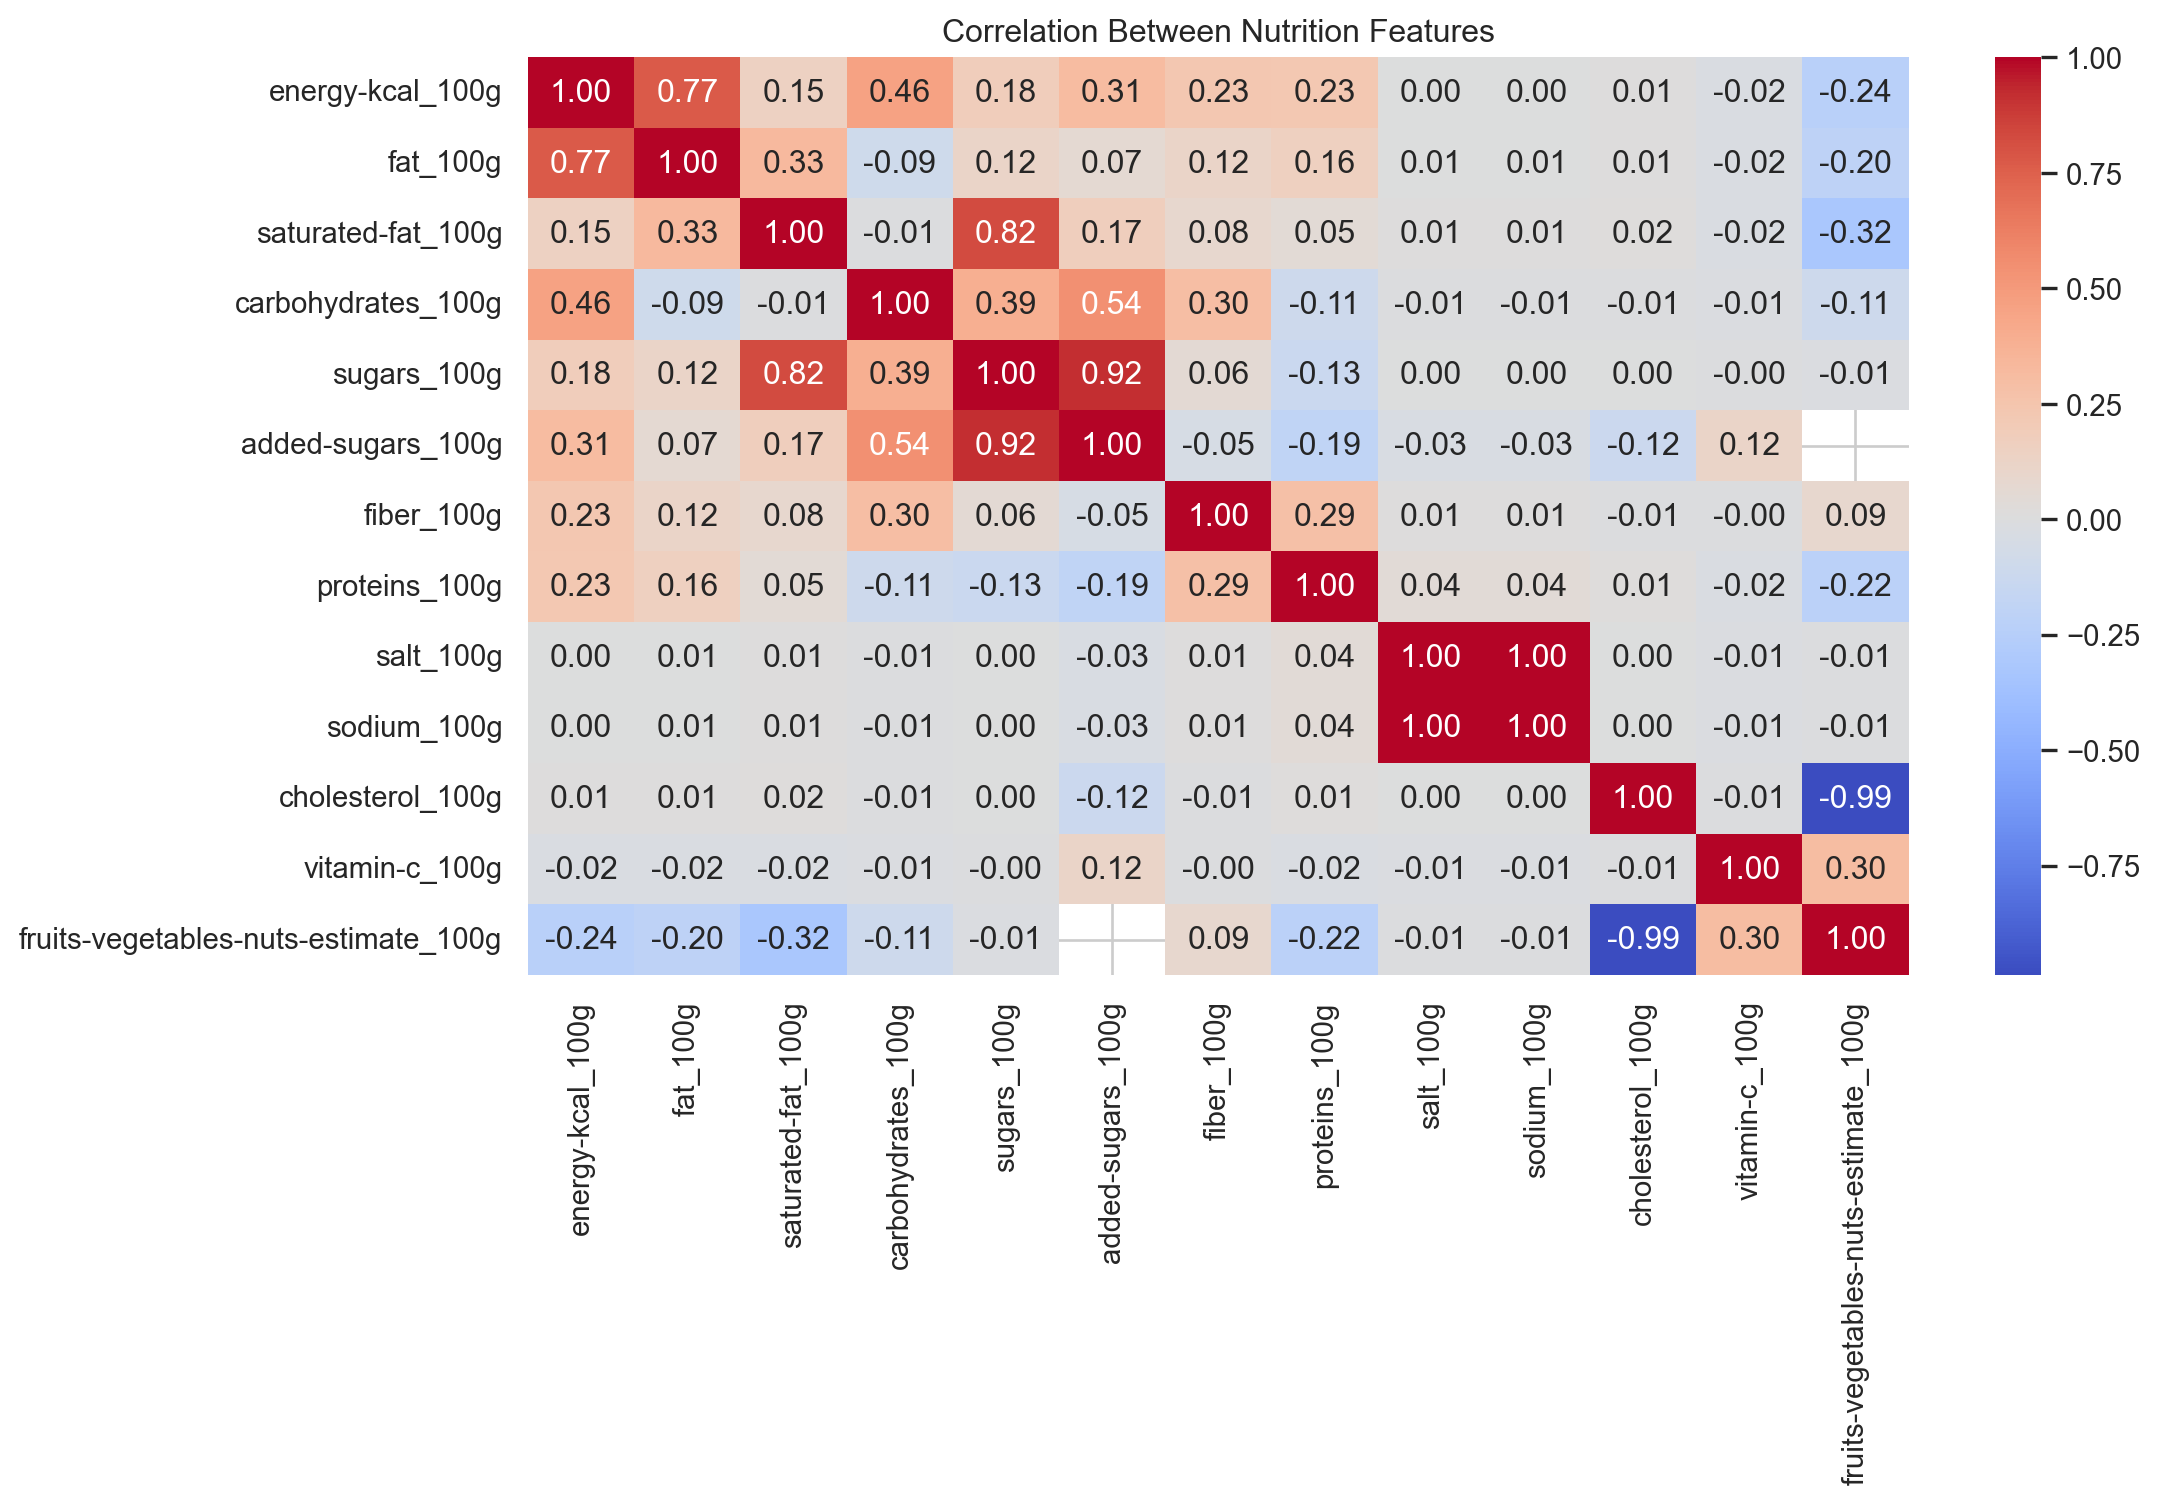 Correlation Between Nutrition Features
energy-kcal_100g 1.00 0.77 0.15 0.46 0.18 0.31 0.23 0.23 0.00 0.00 0.01 -0.02 -0.24
fat_100g 0.77 1.00 0.33 -0.09 0.12 0.07 0.12 0.16 0.01 0.01 0.01 -0.02 -0.20
saturated-fat_100g 0.15 0.33 1.00 -0.01 0.82 0.17 0.08 0.05 0.01 0.01 0.02 -0.02 -0.32
carbohydrates_100g 0.46 -0.09 -0.01 1.00 0.39 0.54 0.30 -0.11 -0.01 -0.01 -0.01 -0.01 -0.11
sugars_100g 0.18 0.12 0.82 0.39 1.00 0.92 0.06 -0.13 0.00 0.00 0.00 -0.00 -0.01
added-sugars_100g 0.31 0.07 0.17 0.54 0.92 1.00 -0.05 -0.19 -0.03 -0.03 -0.12 0.12
fiber_100g 0.23 0.12 0.08 0.30 0.06 -0.05 1.00 0.29 0.01 0.01 -0.01 -0.00 0.09
proteins_100g 0.23 0.16 0.05 -0.11 -0.13 -0.19 0.29 1.00 0.04 0.04 0.01 -0.02 -0.22
salt_100g 0.00 0.01 0.01 -0.01 0.00 -0.03 0.01 0.04 1.00 1.00 0.00 -0.01 -0.01
sodium_100g 0.00 0.01 0.01 -0.01 0.00 -0.03 0.01 0.04 1.00 1.00 0.00 -0.01 -0.01
cholesterol_100g 0.01 0.01 0.02 -0.01 0.00 -0.12 -0.01 0.01 0.00 0.00 1.00 -0.01 -0.99
vitamin-c_100g -0.02 -0.02 -0.02 -0.01 -0.00 0.12 -0.00 -0.02 -0.01 -0.01 -0.01 1.00 0.30
fruits-vegetables-nuts-estimate_100g -0.24 -0.20 -0.32 -0.11 -0.01 0.09 -0.22 -0.01 -0.01 -0.99 0.30 1.00
energy-kcal_100g
fat_100g
saturated-fat_100g
carbohydrates_100g
sugars_100g
added-sugars_100g
fiber_100g
proteins_100g
salt_100g
sodium_100g
cholesterol_100g
vitamin-c_100g
fruits-vegetables-nuts-estimate_100g
1.00
0.75
0.50
0.25
0.00
−0.25
−0.50
−0.75